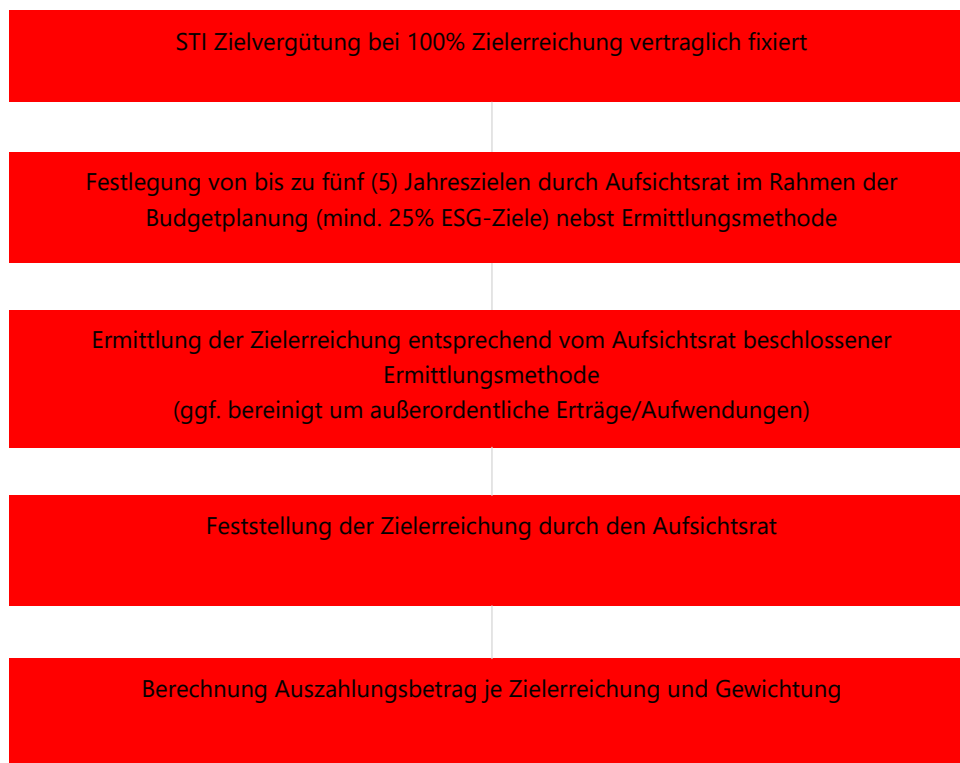 STI Zielvergütung bei 100% Zielerreichung vertraglich fixiert
Festlegung von bis zu fünf (5) Jahreszielen durch Aufsichtsrat im Rahmen der
Budgetplanung (mind. 25% ESG-Ziele) nebst Ermittlungsmethode
Ermittlung der Zielerreichung entsprechend vom Aufsichtsrat beschlossener
Ermittlungsmethode
(ggf. bereinigt um außerordentliche Erträge/Aufwendungen)
Feststellung der Zielerreichung durch den Aufsichtsrat
Berechnung Auszahlungsbetrag je Zielerreichung und Gewichtung